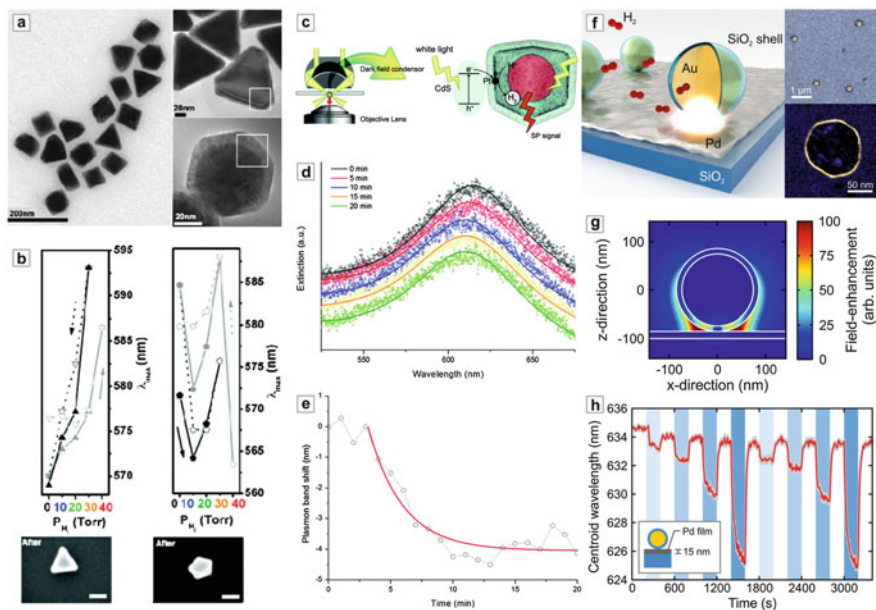 a
200nm
20nm
20nm
b
λmax (nm)
595
590
585
580
575
570
0 10 20 30 40
PH2 (Torr)
λmax (nm)
585
580
575
570
565
560
0 10 20 30 40
PH2 (Torr)
After
After
c
Dark field condensor
Objective Lens
white light
CdS
e-
h+
Pt
H2
SP signal
d
Extinction (a.u.)
0 min
5 min
10 min
15 min
20 min
550 600 650
Wavelength (nm)
e
Plasmon band shift (nm)
1
0
-1
-2
-3
-4
-5
0 5 10 15 20
Time (min)
f
H2
SiO2 shell
Au
Pd
SiO2
1 µm
50 nm
g
z-direction (nm)
100
0
-100
-100 0 100
x-direction (nm)
100
75
50
25
0
Field-enhancement
(arb. units)
h
Centroid wavelength (nm)
636
634
632
630
628
626
624
Pd film
15 nm
0 600 1200 1800 2400 3000
Time (s)